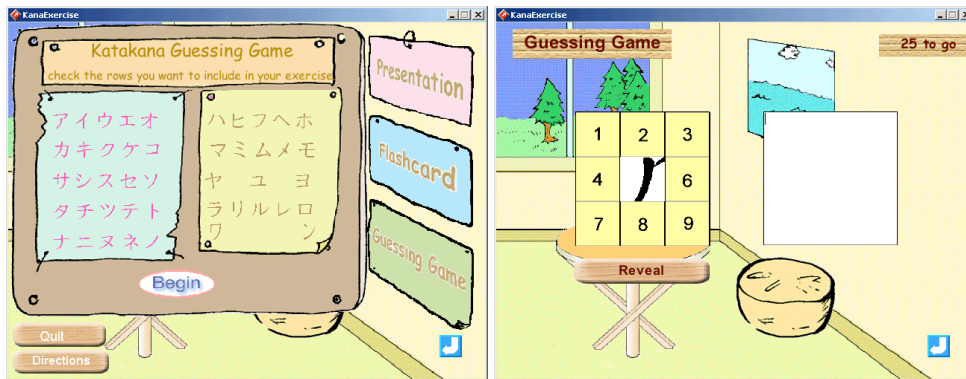 KanaExercise
Katakana Guessing Game
check the rows you want to include in your exercise
アイウエオ
カキクケコ
サシスセソ
タチツテト
ナニヌネノ
ハヒフヘホ
マミムメモ
ヤ ユ ヨ
ラリルレロ
ワ ン
Begin
Presentation
Flashcard
Guessing Game
Quit
Directions
KanaExercise
Guessing Game
25 to go
1 2 3
4 6
7 8 9
Reveal